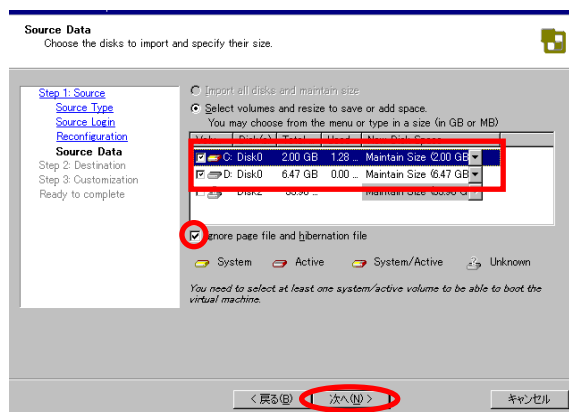 Source Data
Choose the disks to import and specify their size.
Step 1: Source
Source Type
Source Login
Reconfiguration
Source Data
Step 2: Destination
Step 3: Customization
Ready to complete
Import all disks and maintain size
Select volumes and resize to save or add space.
You may choose from the menu or type in a size (in GB or MB)
C: Disk0 2.00 GB 1.28 ... Maintain Size (2.00 GB
D: Disk0 6.47 GB 0.00 ... Maintain Size (6.47 GB
Ignore page file and hibernation file
System Active System/Active Unknown
You need to select at least one system/active volume to be able to boot the
virtual machine.
< 戻る(B) 次へ(N) > キャンセル